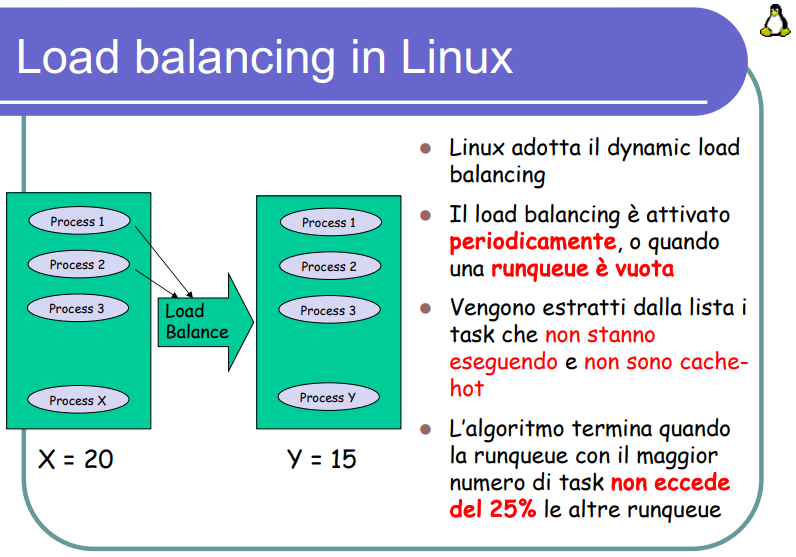 Load balancing in Linux
Process 1
Process 2
Process 3
Process X
X = 20
Load
Balance
Process 1
Process 2
Process 3
Process Y
Y = 15
Linux adotta il dynamic load
balancing
Il load balancing è attivato
periodicamente, o quando
una runqueue è vuota
Vengono estratti dalla lista i
task che non stanno
eseguendo e non sono cache-
hot
L'algoritmo termina quando
la runqueue con il maggior
numero di task non eccede
del 25% le altre runqueue